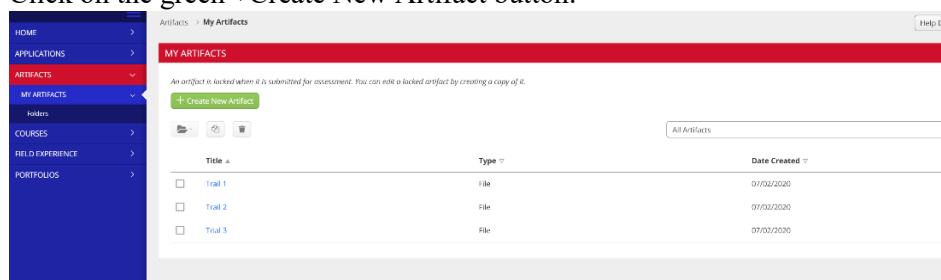 Click on the green +Create New Artifact button.
Artifacts > My Artifacts
Help
HOME
APPLICATIONS
ARTIFACTS
MY ARTIFACTS
Folders
COURSES
FIELD EXPERIENCE
PORTFOLIOS
MY ARTIFACTS
An artifact is locked when it is submitted for assessment. You can edit a locked artifact by creating a copy of it.
+ Create New Artifact
All Artifacts
Title Type Date Created
Trail 1 File 07/02/2020
Trail 2 File 07/02/2020
Trial 3 File 07/02/2020